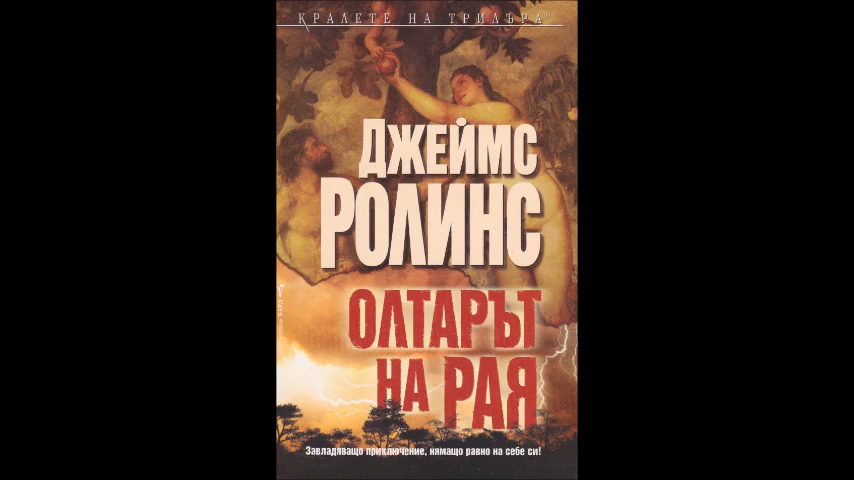 КРАЛЕТЕ НА ТРИЛЪРА
ДЖЕЙМС
РОЛИНС
ОЛТАРЪТ
НА РАЯ
Завладяващо приключение, нямащо равно на себе си!